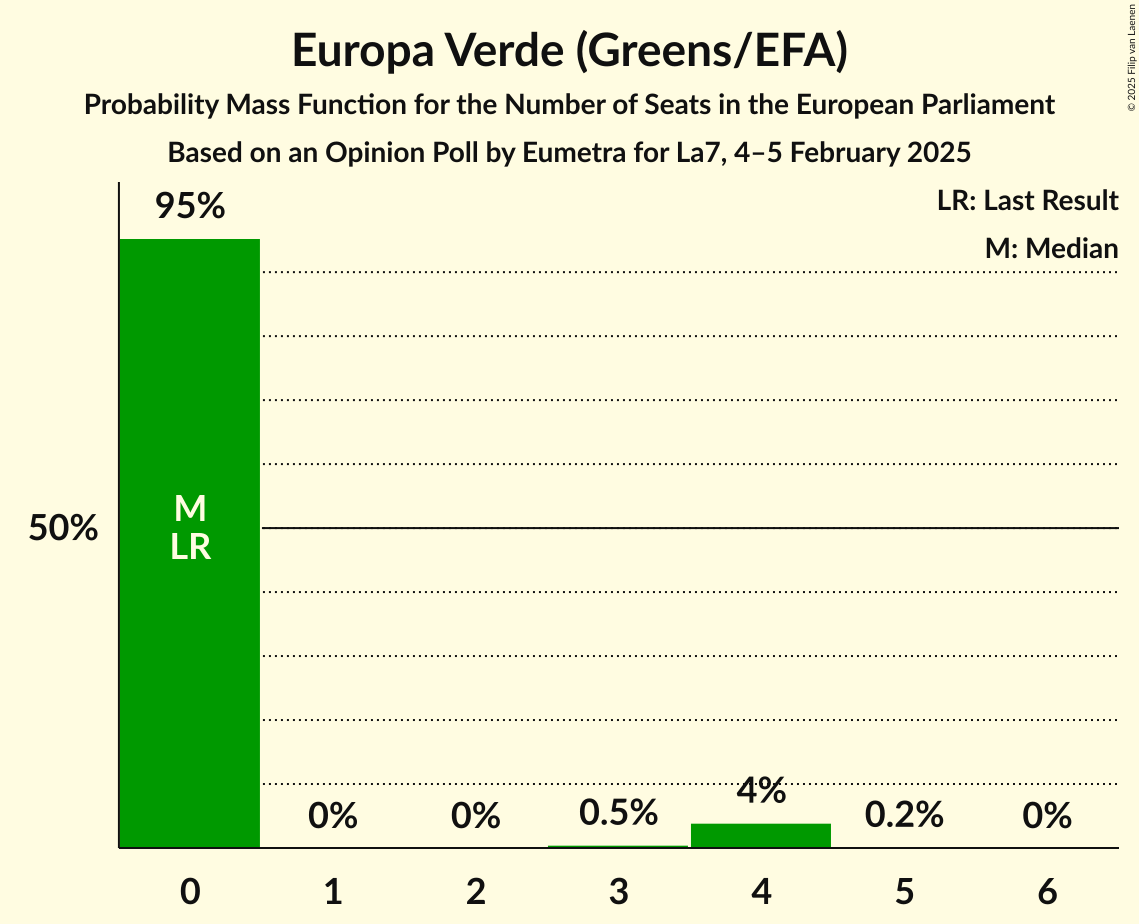 Europa Verde (Greens/EFA)
Probability Mass Function for the Number of Seats in the European Parliament
Based on an Opinion Poll by Eumetra for La7, 4–5 February 2025
© 2025 Filip van Laenen
LR: Last Result
M: Median
95%
M
LR
50%
0%
0%
0.5%
4%
0.2%
0%
0
1
2
3
4
5
6